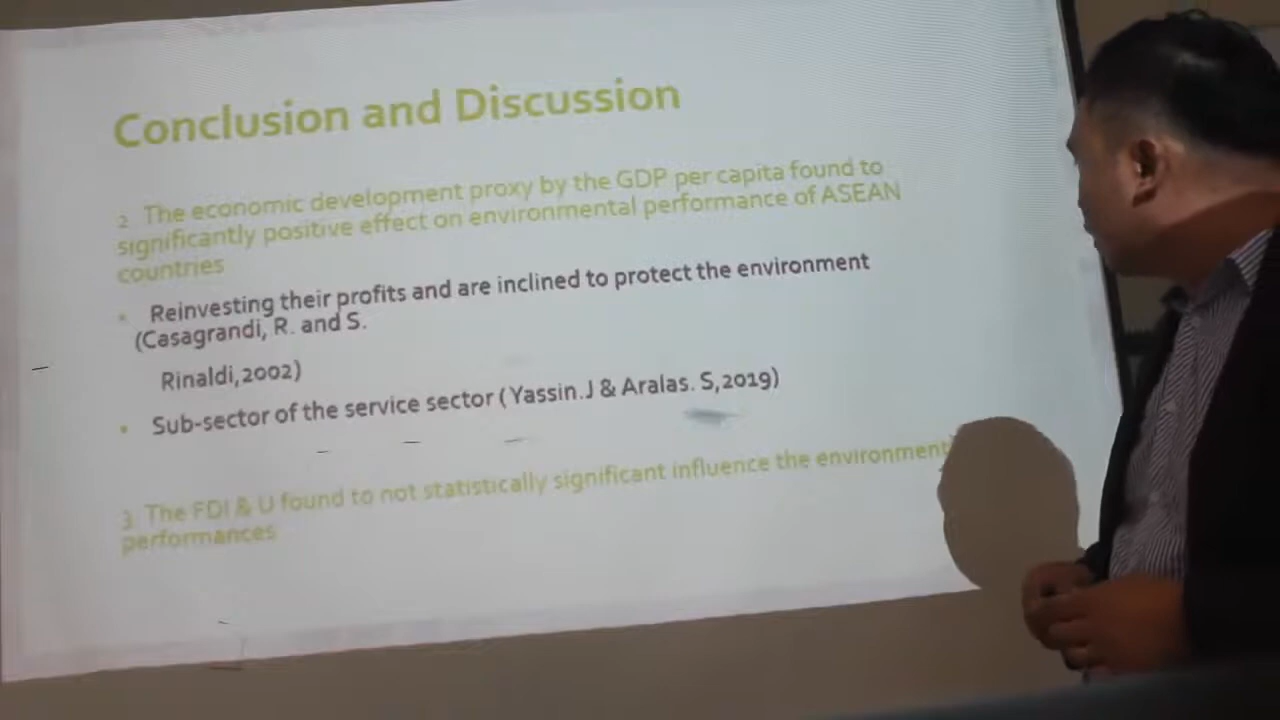 Conclusion and Discussion
2 The economic development proxy by the GDP per capita found to
significantly positive effect on environmental performance of ASEAN
countries
• Reinvesting their profits and are inclined to protect the environment
(Casagrandi, R. and S.
Rinaldi,2002)
• Sub-sector of the service sector ( Yassin.J & Aralas. S,2019)
3 The FDI & U found to not statistically significant influence the environment
performances